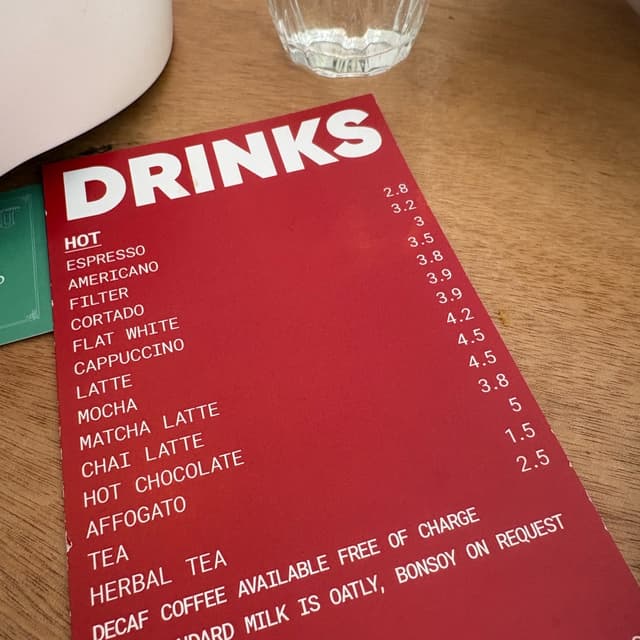 DRINKS
HOT
ESPRESSO 2.8
AMERICANO 3.2
FILTER 3
CORTADO 3.5
FLAT WHITE 3.8
CAPPUCCINO 3.9
LATTE 3.9
MOCHA 4.2
MATCHA LATTE 4.5
CHAI LATTE 4.5
HOT CHOCOLATE 3.8
AFFOGATO 5
TEA 1.5
HERBAL TEA 2.5
DECAF COFFEE AVAILABLE FREE OF CHARGE
MILK IS OATLY, BONSOY ON REQUEST